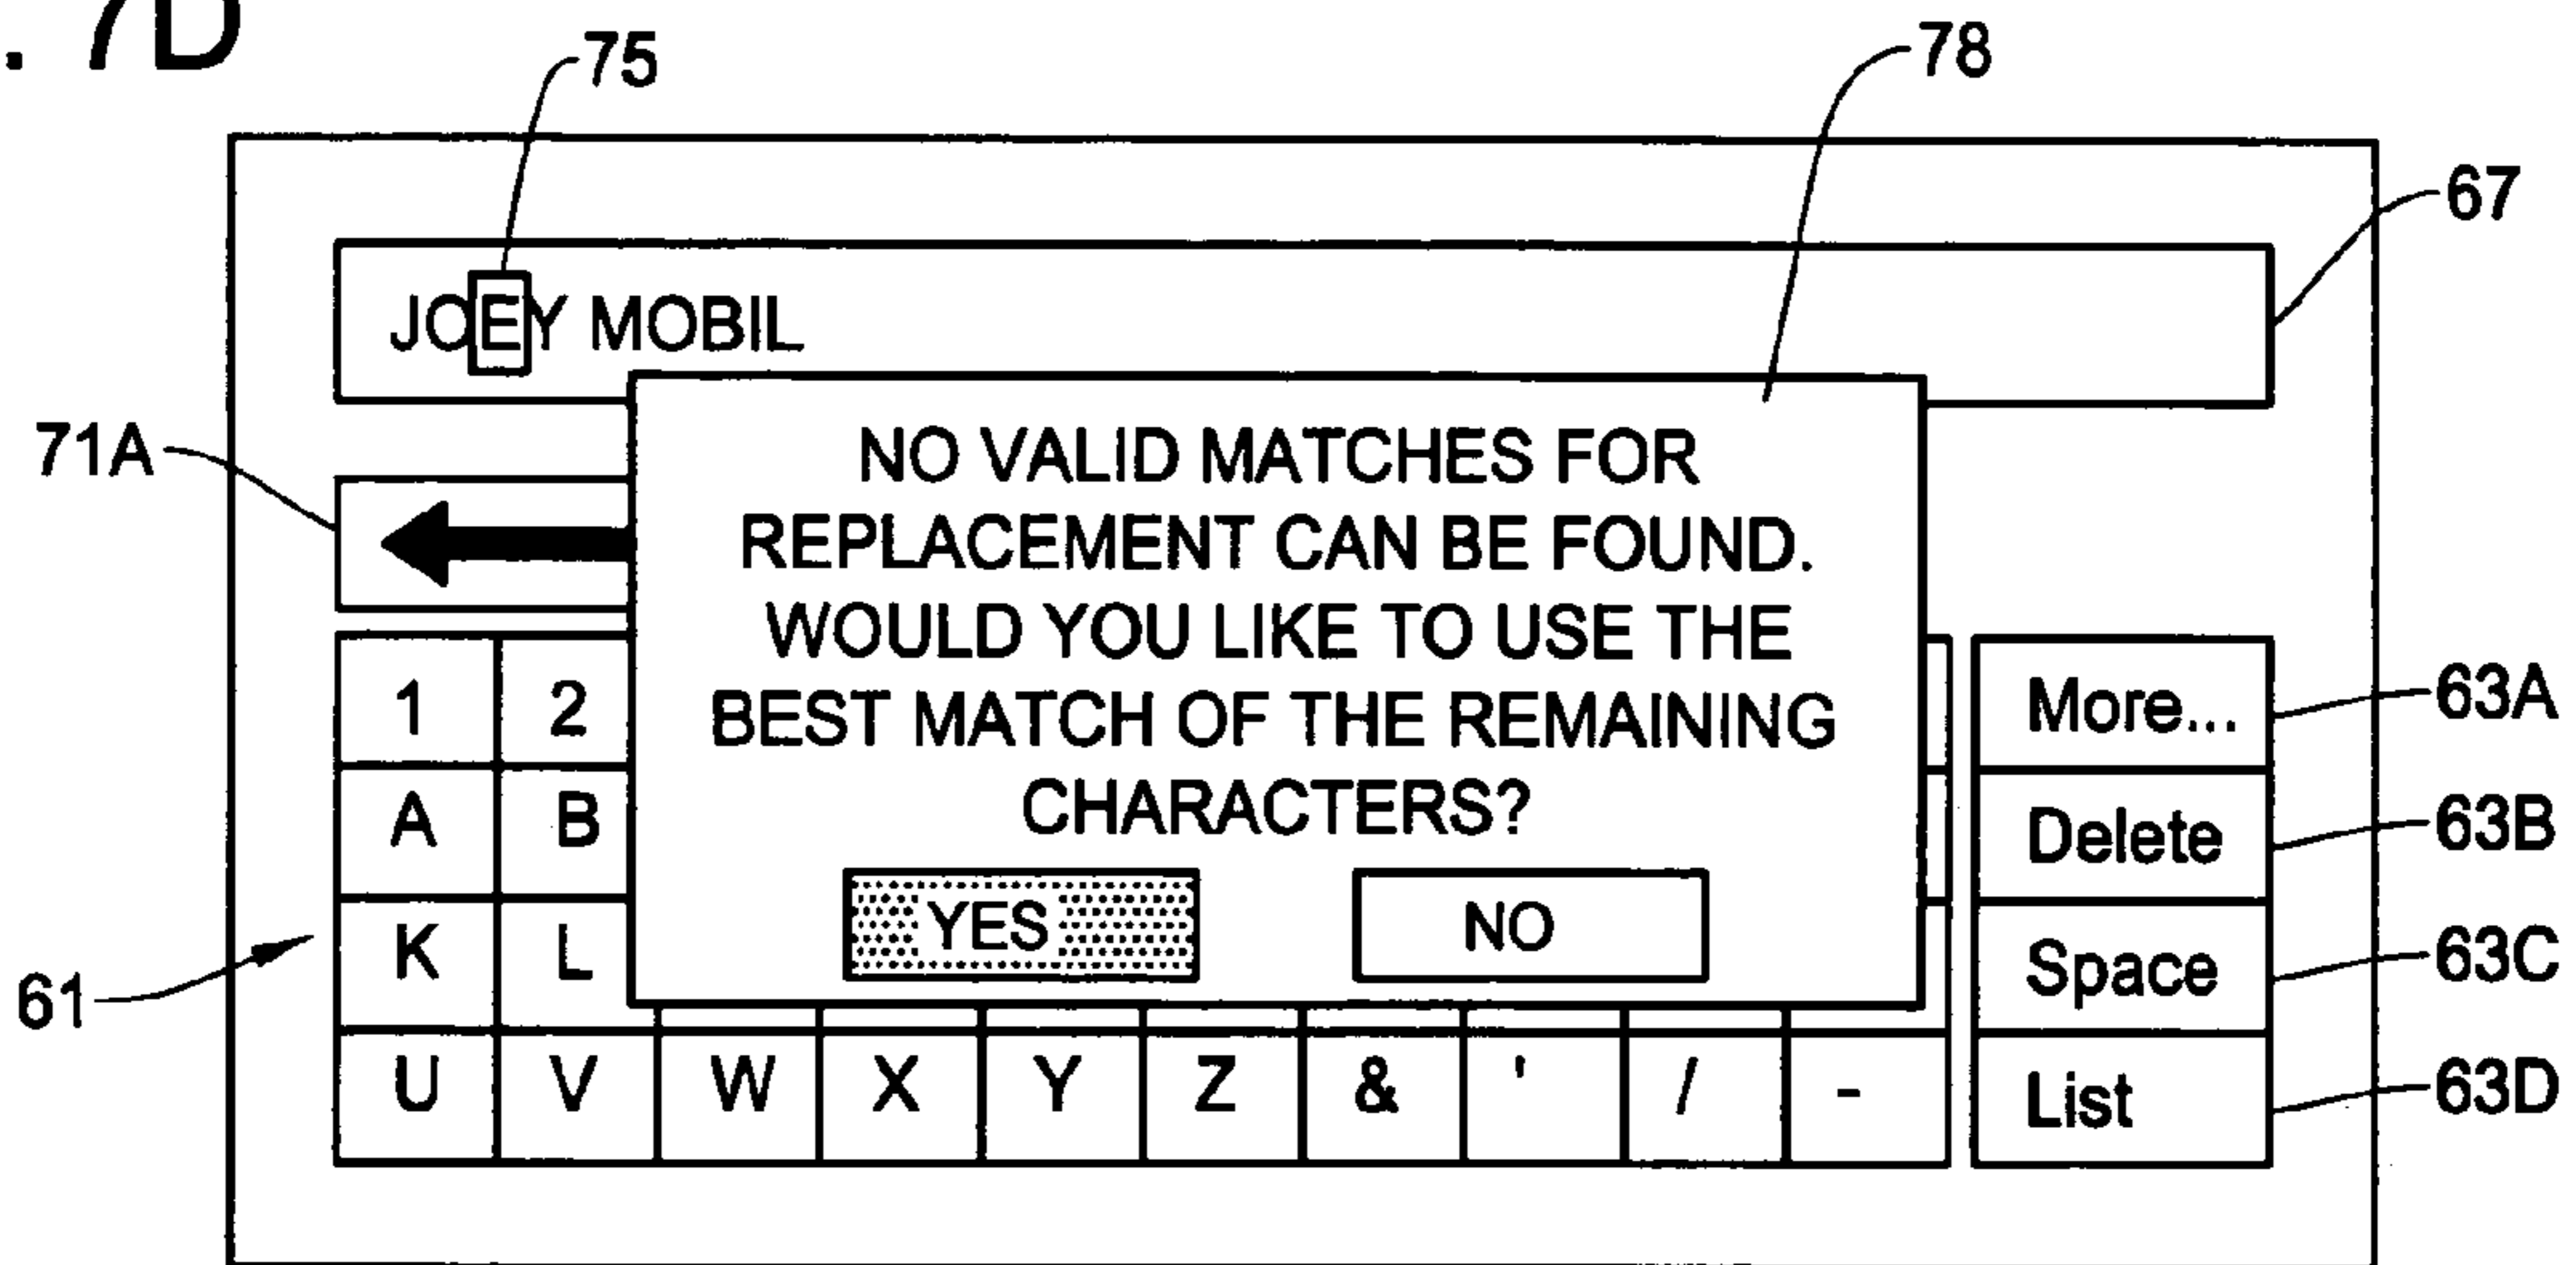 . 7D
75
78
67
JOEY MOBIL
71A
NO VALID MATCHES FOR
REPLACEMENT CAN BE FOUND.
WOULD YOU LIKE TO USE THE
BEST MATCH OF THE REMAINING
CHARACTERS?
YES NO
1 2 More... 63A
A B Delete 63B
K L Space 63C
61
U V W X Y Z & ' / - List 63D